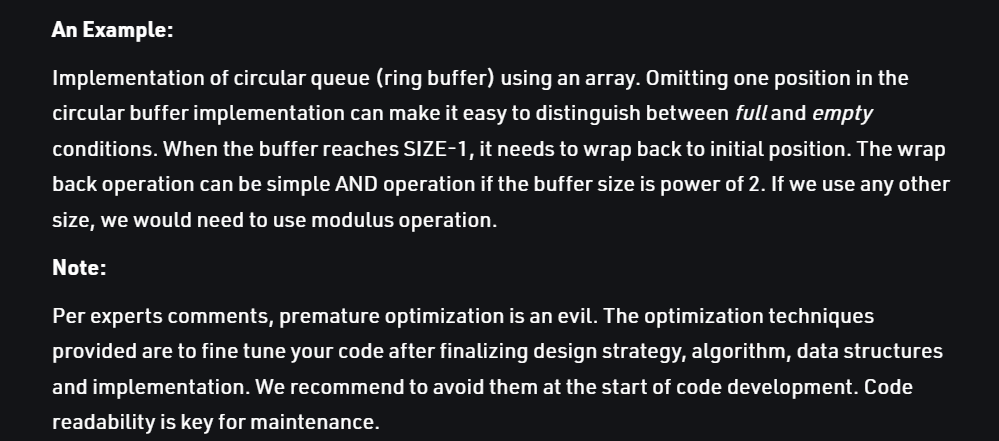 An Example:
Implementation of circular queue (ring buffer) using an array. Omitting one position in the
circular buffer implementation can make it easy to distinguish between full and empty
conditions. When the buffer reaches SIZE-1, it needs to wrap back to initial position. The wrap
back operation can be simple AND operation if the buffer size is power of 2. If we use any other
size, we would need to use modulus operation.
Note:
Per experts comments, premature optimization is an evil. The optimization techniques
provided are to fine tune your code after finalizing design strategy, algorithm, data structures
and implementation. We recommend to avoid them at the start of code development. Code
readability is key for maintenance.